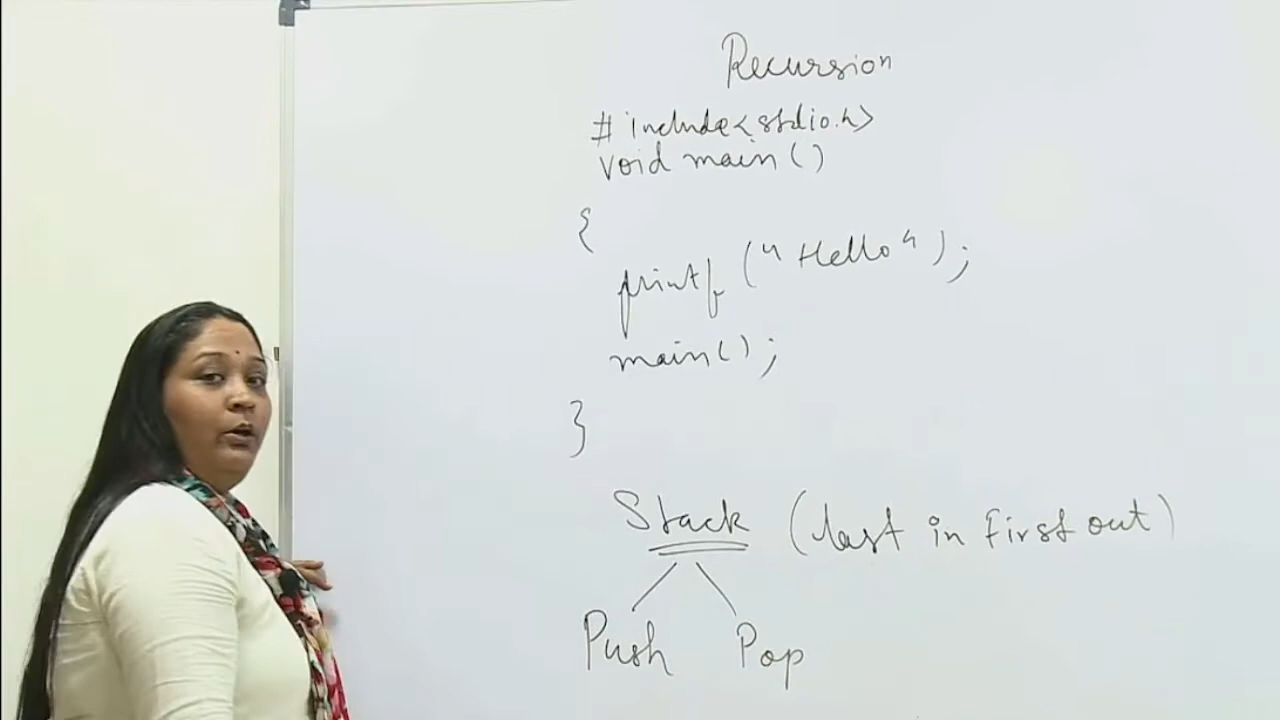 Recursion
# include<stdio.h>
void main()
{
printf ("Hello");
main();
}
Stack (last in first out)
Push Pop